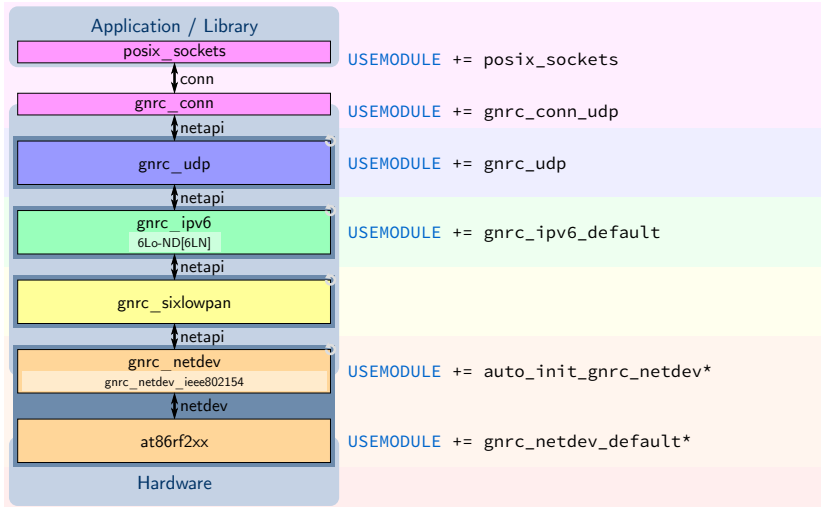 Application / Library
posix_sockets
USEMODULE += posix_sockets
conn
gnrc_conn
USEMODULE += gnrc_conn_udp
netapi
gnrc_udp
USEMODULE += gnrc_udp
netapi
gnrc_ipv6
6Lo-ND[6LN]
USEMODULE += gnrc_ipv6_default
netapi
gnrc_sixlowpan
netapi
gnrc_netdev
gnrc_netdev_ieee802154
USEMODULE += auto_init_gnrc_netdev*
netdev
at86rf2xx
USEMODULE += gnrc_netdev_default*
Hardware